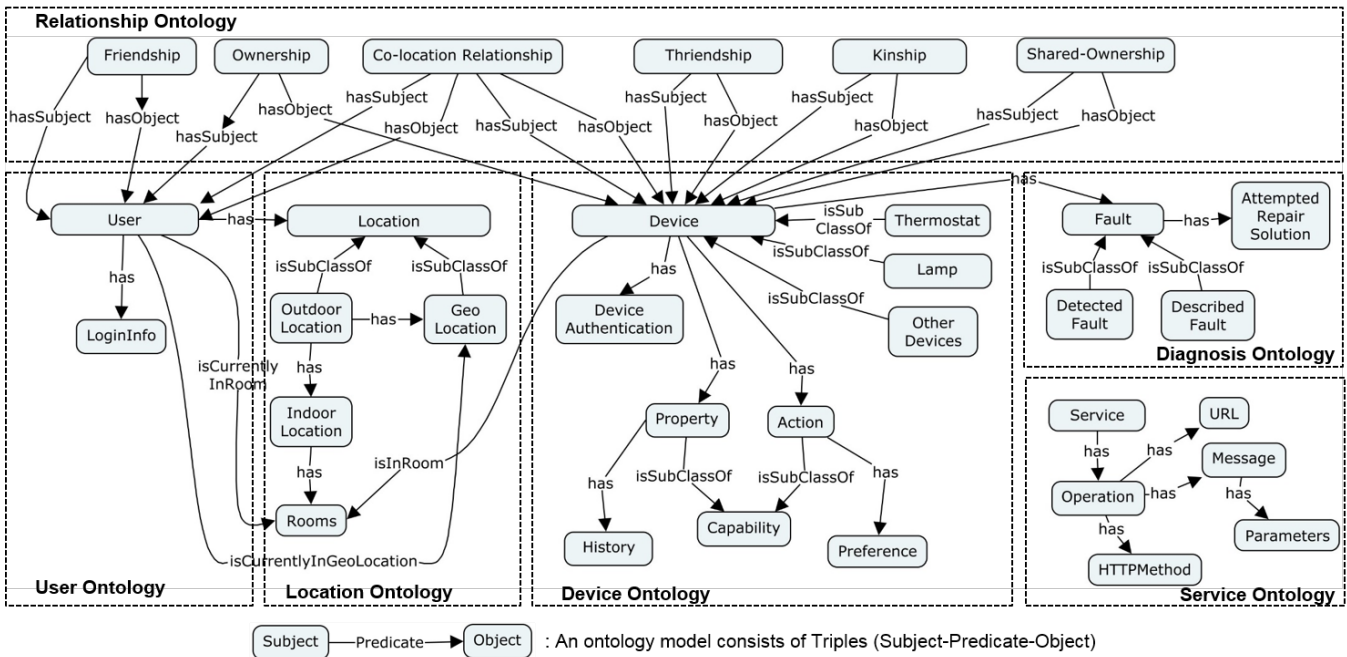 Relationship Ontology
Friendship
Ownership
Co-location Relationship
Thriendship
Kinship
Shared-Ownership
hasSubject
hasObject
hasSubject
hasObject
hasSubject
hasObject
hasSubject
hasObject
hasSubject
hasObject
hasSubject
hasObject
hasSubject
hasObject
User
has
Location
Device
isSub
ClassOf
Thermostat
has
Fault
has
Attempted
Repair
Solution
has
isSubClassOf
isSubClassOf
has
isSubClassOf
Lamp
isSubClassOf
isSubClassOf
LoginInfo
Outdoor
Location
has
Geo
Location
Device
Authentication
isSubClassOf
Other
Devices
Detected
Fault
Described
Fault
Diagnosis Ontology
isCurrently
InRoom
has
has
has
Indoor
Location
Property
Action
Service
URL
has
isInRoom
has
isSubClassOf
isSubClassOf
has
has
has
Message
Operation
has
has
Rooms
History
Capability
Preference
has
Parameters
HTTPMethod
isCurrentlyInGeoLocation
User Ontology
Location Ontology
Device Ontology
Service Ontology
Subject
Predicate
Object
: An ontology model consists of Triples (Subject-Predicate-Object)